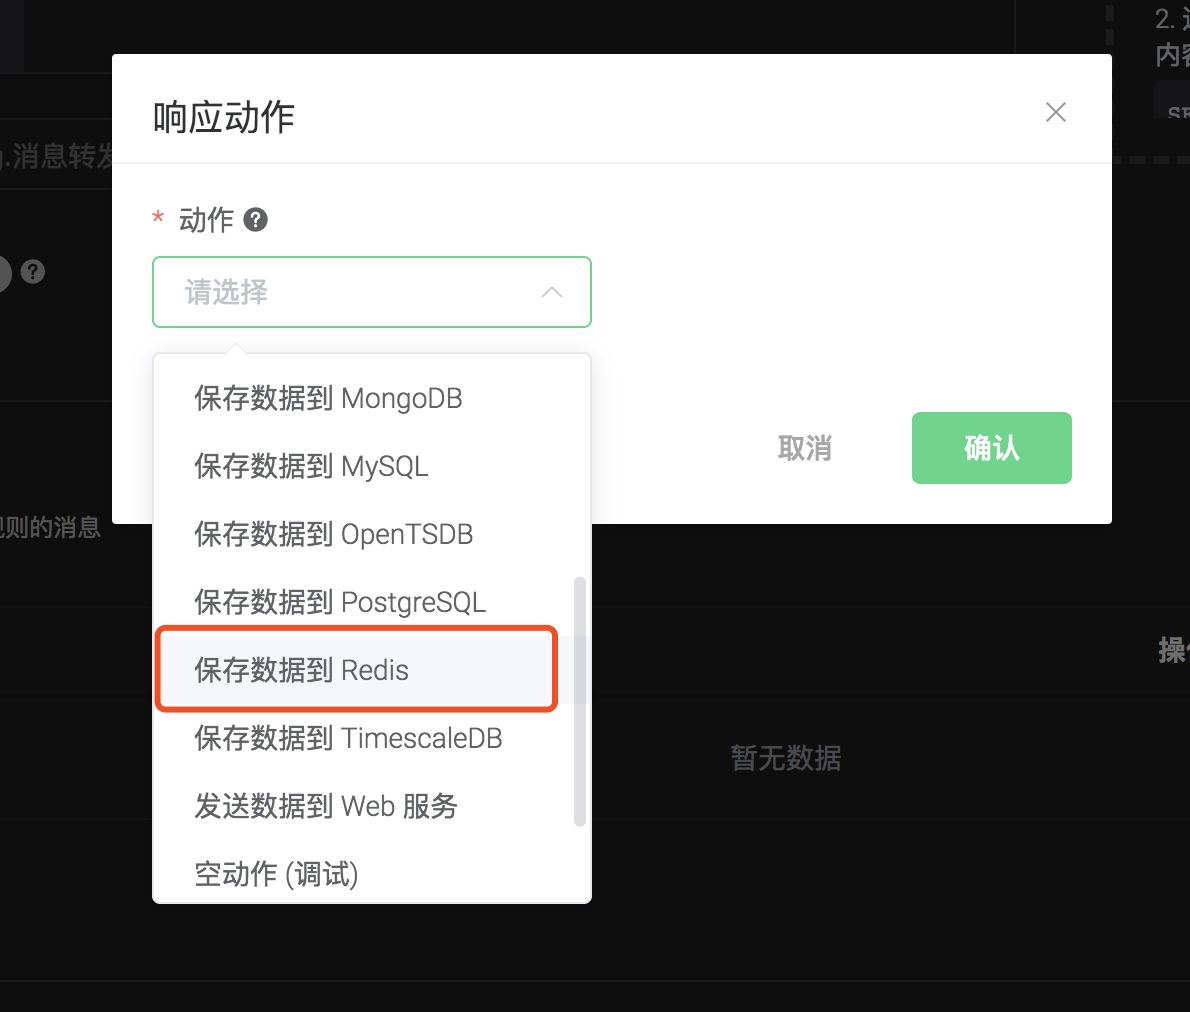 2.
内容
响应动作
.消息转发
* 动作 ?
?
请选择
保存数据到 MongoDB
保存数据到 MySQL
取消
确认
则的消息
保存数据到 OpenTSDB
保存数据到 PostgreSQL
保存数据到 Redis
操作
保存数据到 TimescaleDB
暂无数据
发送数据到 Web 服务
空动作 (调试)